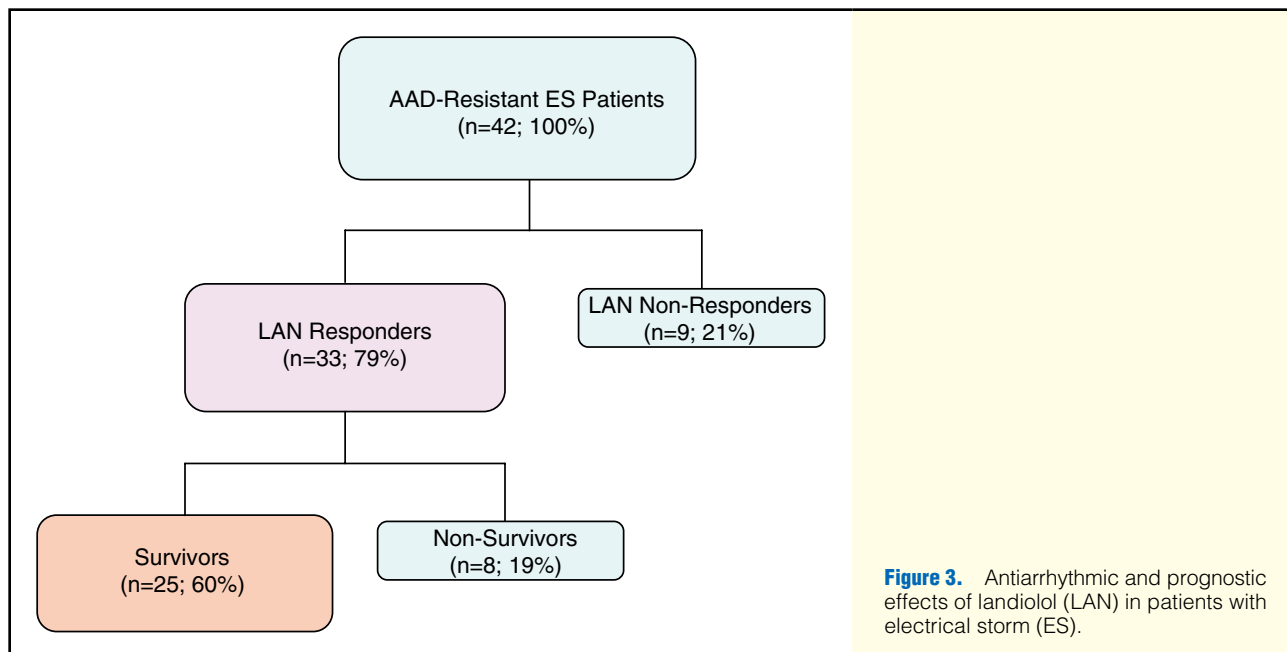 AAD-Resistant ES Patients
(n=42; 100%)
LAN Responders
(n=33; 79%)
LAN Non-Responders
(n=9; 21%)
Survivors
(n=25; 60%)
Non-Survivors
(n=8; 19%)
Figure 3. Antiarrhythmic and prognostic
effects of landiolol (LAN) in patients with
electrical storm (ES).